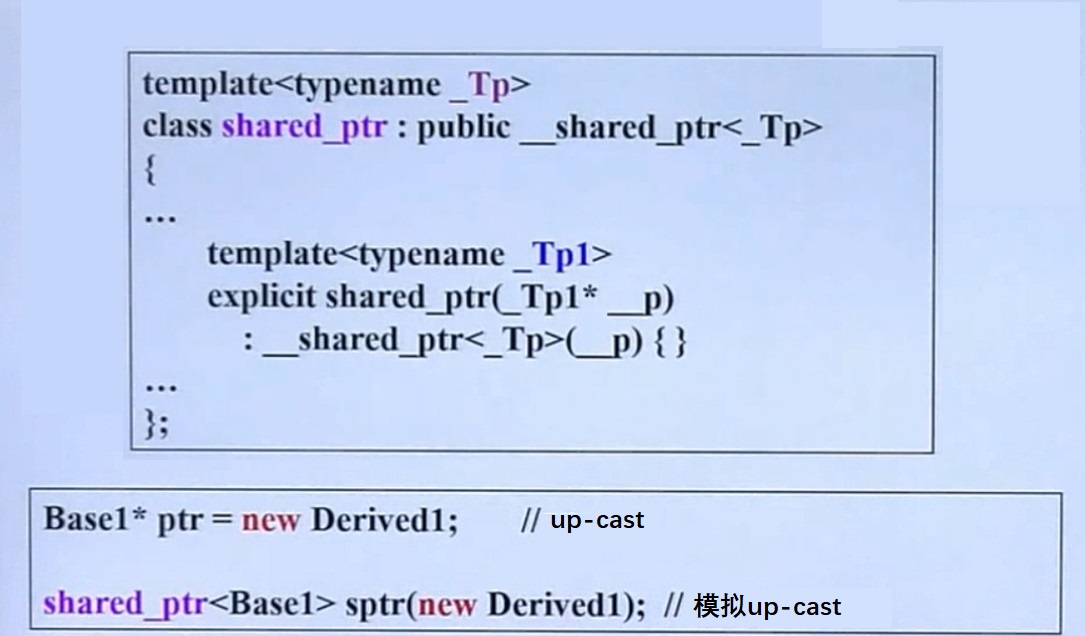 template<typename _Tp>
class shared_ptr : public __shared_ptr<_Tp>
{
...
template<typename _Tp1>
explicit shared_ptr(_Tp1* __p)
: __shared_ptr<_Tp>(__p) { }
...
};
Base1* ptr = new Derived1; // up-cast
shared_ptr<Base1> sptr(new Derived1); // 模拟up-cast